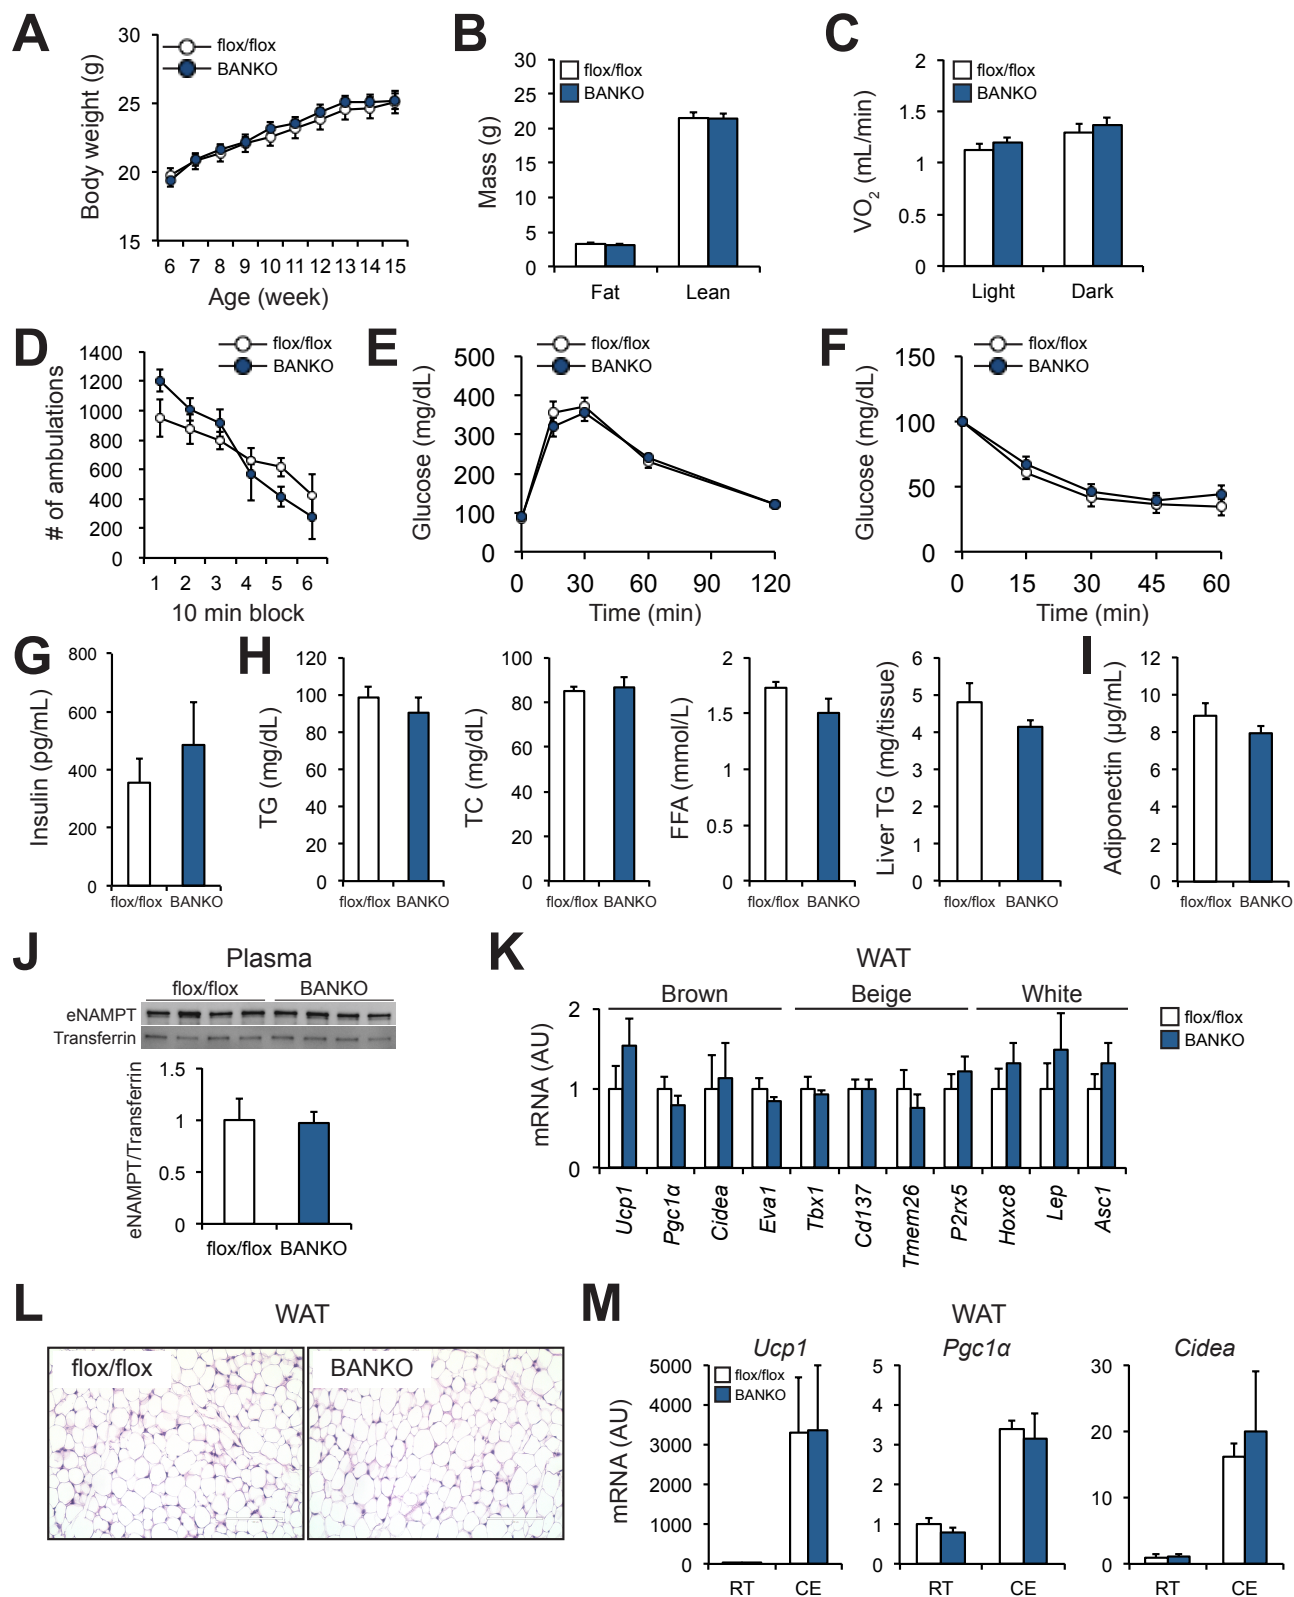 A
Body weight (g)
30
25
20
15
flox/flox
BANKO
6 7 8 9 10 11 12 13 14 15
Age (week)
B
Mass (g)
30
25
20
15
10
5
0
flox/flox
BANKO
Fat Lean
C
VO2 (mL/min)
2
1.5
1
0.5
0
flox/flox
BANKO
Light Dark
D
# of ambulations
1400
1200
1000
800
600
400
200
0
flox/flox
BANKO
1 2 3 4 5 6
10 min block
E
Glucose (mg/dL)
500
400
300
200
100
0
flox/flox
BANKO
0 30 60 90 120
Time (min)
F
Glucose (mg/dL)
150
100
50
0
flox/flox
BANKO
0 15 30 45 60
Time (min)
G
Insulin (pg/mL)
800
600
400
200
0
flox/flox BANKO
H
TG (mg/dL)
120
100
80
60
40
20
0
flox/flox BANKO
TC (mg/dL)
100
80
60
40
20
0
flox/flox BANKO
FFA (mmol/L)
2
1.5
1
0.5
0
flox/flox BANKO
Liver TG (mg/tissue)
6
5
4
3
2
1
0
flox/flox BANKO
I
Adiponectin (µg/mL)
12
10
8
6
4
2
0
flox/flox BANKO
J
Plasma
flox/flox BANKO
eNAMPT
Transferrin
eNAMPT/Transferrin
1.5
1
0.5
0
flox/flox BANKO
K
WAT
Brown Beige White
flox/flox
BANKO
mRNA (AU)
2
1
0
Ucp1 Pgc1α Cidea Eva1 Tbx1 Cd137 Tmem26 P2rx5 Hoxc8 Lep Asc1
L
WAT
flox/flox BANKO
M
WAT
Ucp1 Pgc1α Cidea
mRNA (AU)
5000
4000
3000
2000
1000
0
flox/flox
BANKO
RT CE
5
4
3
2
1
0
RT CE
30
20
10
0
RT CE